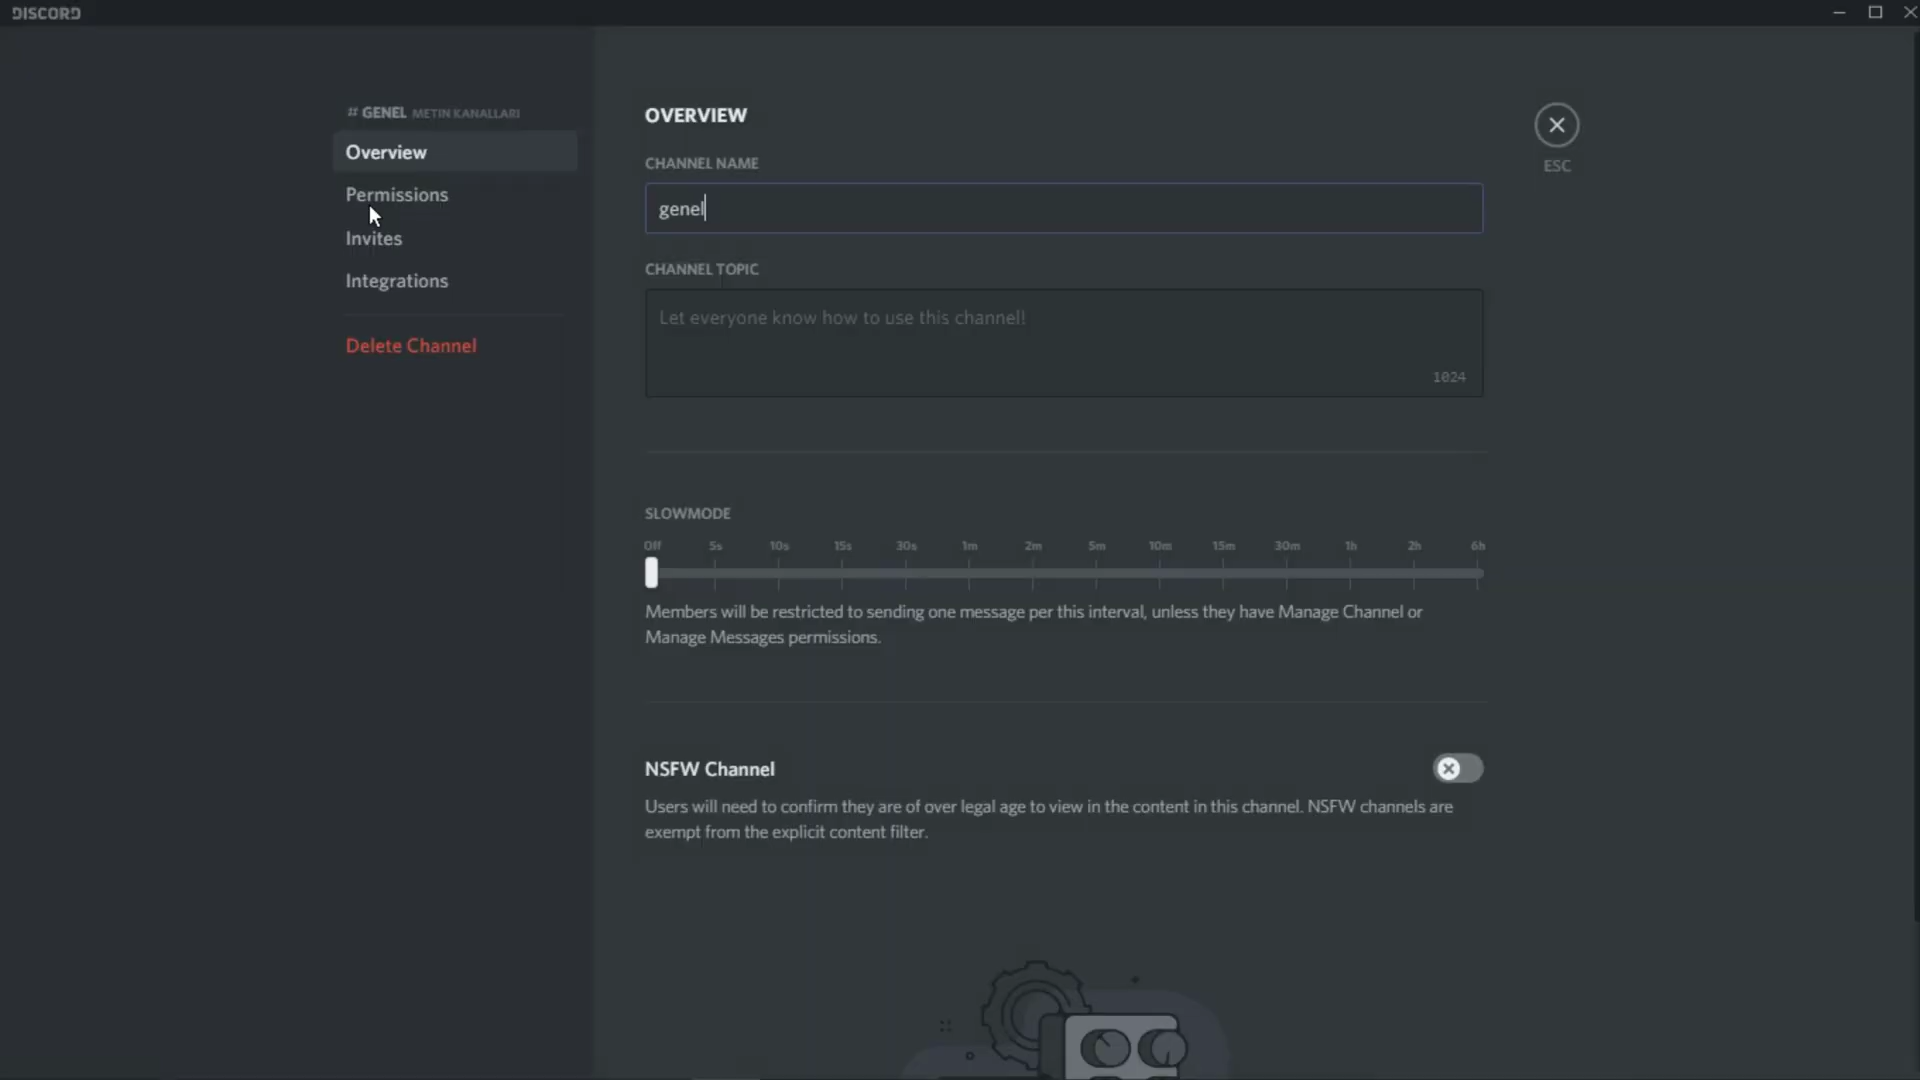 DISCORD
# GENEL METIN KANALLARI
Overview
Permissions
Invites
Integrations
Delete Channel
OVERVIEW
ESC
CHANNEL NAME
genel
CHANNEL TOPIC
Let everyone know how to use this channel!
1024
SLOWMODE
Off 5s 10s 15s 30s 1m 2m 5m 10m 15m 30m 1h 2h 6h
Members will be restricted to sending one message per this interval, unless they have Manage Channel or
Manage Messages permissions.
NSFW Channel
Users will need to confirm they are of over legal age to view in the content in this channel. NSFW channels are
exempt from the explicit content filter.